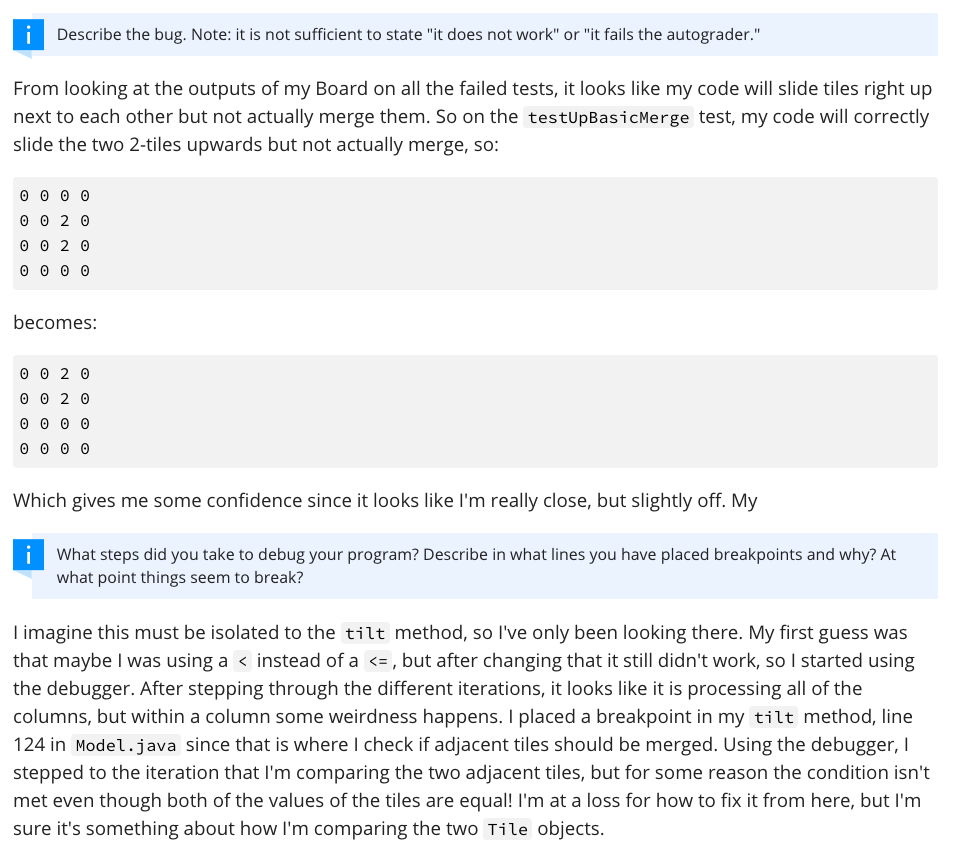 Describe the bug. Note: it is not sufficient to state "it does not work" or "it fails the autograder."
From looking at the outputs of my Board on all the failed tests, it looks like my code will slide tiles right up
next to each other but not actually merge them. So on the testUpBasicMerge test, my code will correctly
slide the two 2-tiles upwards but not actually merge, so:
0 0 0 0
0 0 2 0
0 0 2 0
0 0 0 0
becomes:
0 0 2 0
0 0 2 0
0 0 0 0
0 0 0 0
Which gives me some confidence since it looks like I'm really close, but slightly off. My
What steps did you take to debug your program? Describe in what lines you have placed breakpoints and why? At
what point things seem to break?
I imagine this must be isolated to the tilt method, so I've only been looking there. My first guess was
that maybe I was using a < instead of a <=, but after changing that it still didn't work, so I started using
the debugger. After stepping through the different iterations, it looks like it is processing all of the
columns, but within a column some weirdness happens. I placed a breakpoint in my tilt method, line
124 in Model.java since that is where I check if adjacent tiles should be merged. Using the debugger, I
stepped to the iteration that I'm comparing the two adjacent tiles, but for some reason the condition isn't
met even though both of the values of the tiles are equal! I'm at a loss for how to fix it from here, but I'm
sure it's something about how I'm comparing the two Tile objects.